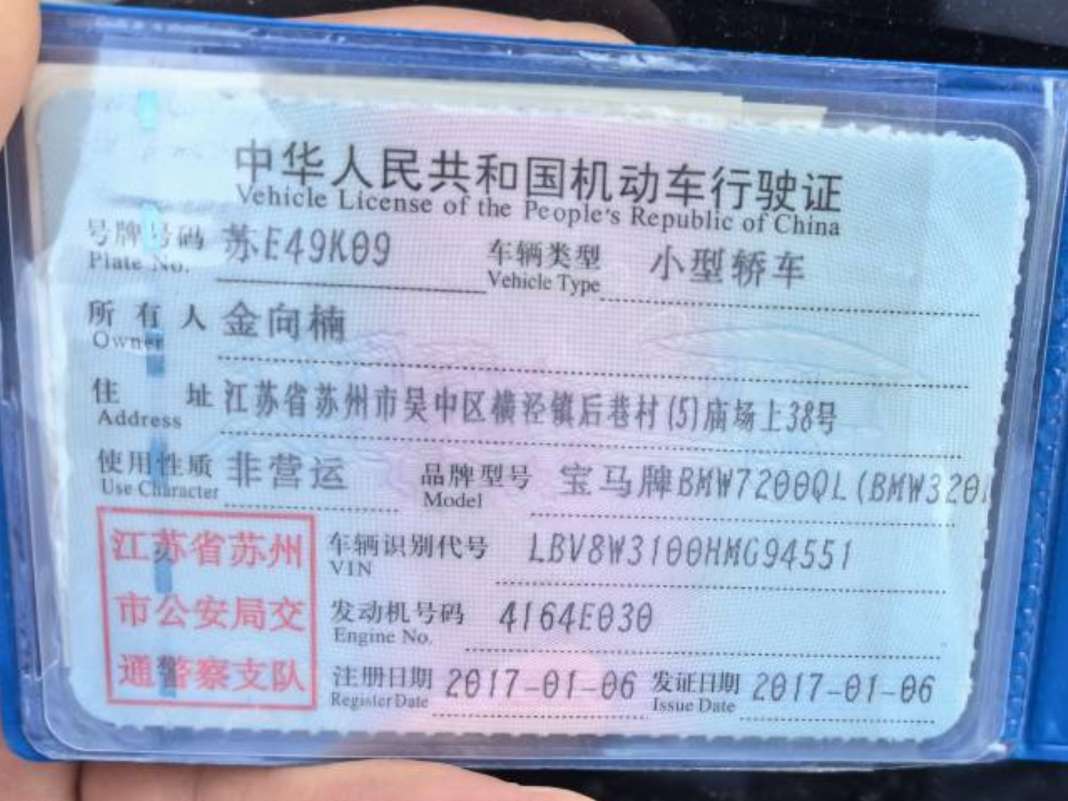 中华人民共和国机动车行驶证
Vehicle License of the People's Republic of China
号牌号码 苏E49K09 车辆类型 小型轿车
Plate No. Vehicle Type
所有人 金向楠
Owner
住址 江苏省苏州市吴中区横泾镇后巷村(5)庙场上38号
Address
使用性质 非营运 品牌型号 宝马牌BMW7200QL(BMW320
Use Character Model
江苏省苏州
市公安局交
通警察支队
车辆识别代号 LBV8W3100HMG94551
VIN
发动机号码 4164E030
Engine No.
注册日期 2017-01-06 发证日期 2017-01-06
Register Date Issue Date